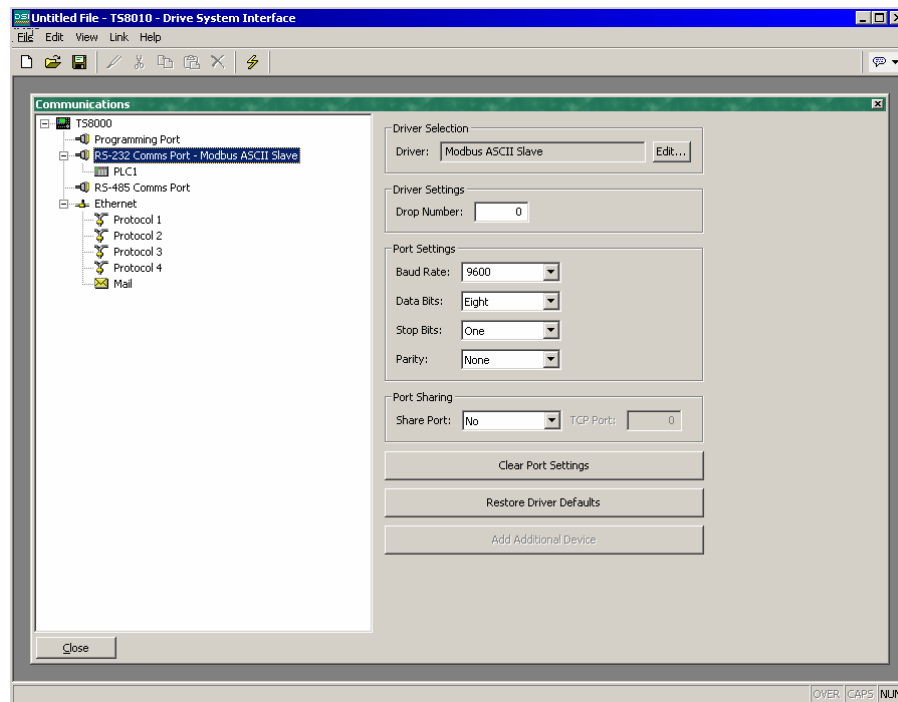 DSI Untitled File - TS8010 - Drive System Interface
File Edit View Link Help
Communications
TS8000
Programming Port
RS-232 Comms Port - Modbus ASCII Slave
PLC1
RS-485 Comms Port
Ethernet
Protocol 1
Protocol 2
Protocol 3
Protocol 4
Mail
Driver Selection
Driver: Modbus ASCII Slave Edit...
Driver Settings
Drop Number: 0
Port Settings
Baud Rate: 9600
Data Bits: Eight
Stop Bits: One
Parity: None
Port Sharing
Share Port: No TCP Port: 0
Clear Port Settings
Restore Driver Defaults
Add Additional Device
Close
OVER CAPS NUM